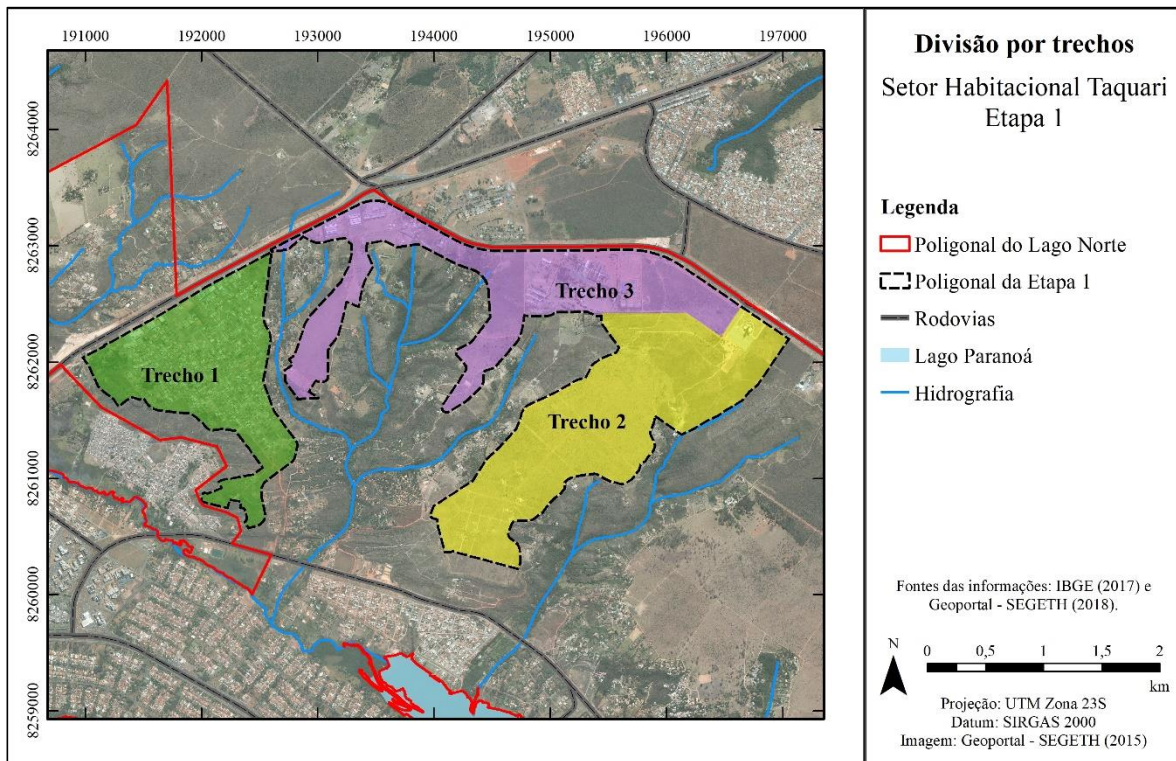 191000
192000
193000
194000
195000
196000
197000
8264000
8263000
8262000
8261000
8260000
8259000
Trecho 1
Trecho 3
Trecho 2
Divisão por trechos
Setor Habitacional Taquari
Etapa 1
Legenda
Poligonal do Lago Norte
Poligonal da Etapa 1
Rodovias
Lago Paranoá
Hidrografia
Fontes das informações: IBGE (2017) e
Geoportal - SEGETH (2018).
N
0 0,5 1 1,5 2
km
Projeção: UTM Zona 23S
Datum: SIRGAS 2000
Imagem: Geoportal - SEGETH (2015)